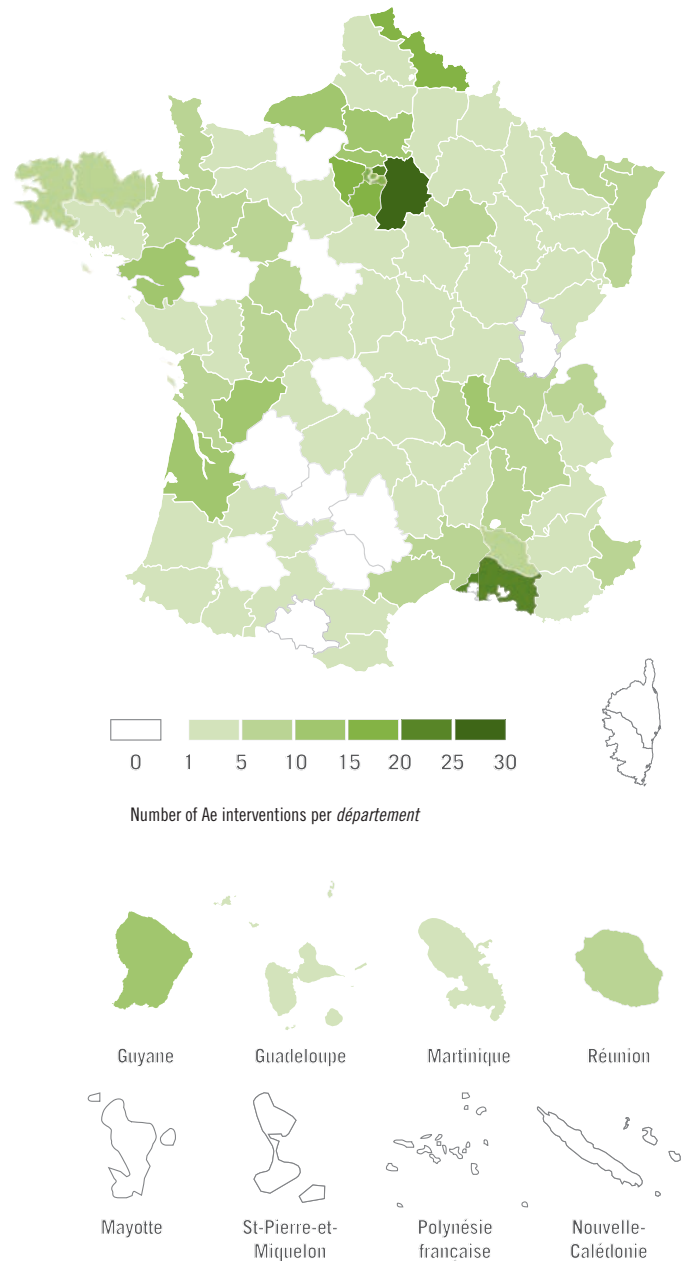 0 1 5 10 15 20 25 30
Number of Ae interventions per département
Guyane Guadeloupe Martinique Réunion
Mayotte St-Pierre-et- Polynésie Nouvelle-
Miquelon française Calédonie